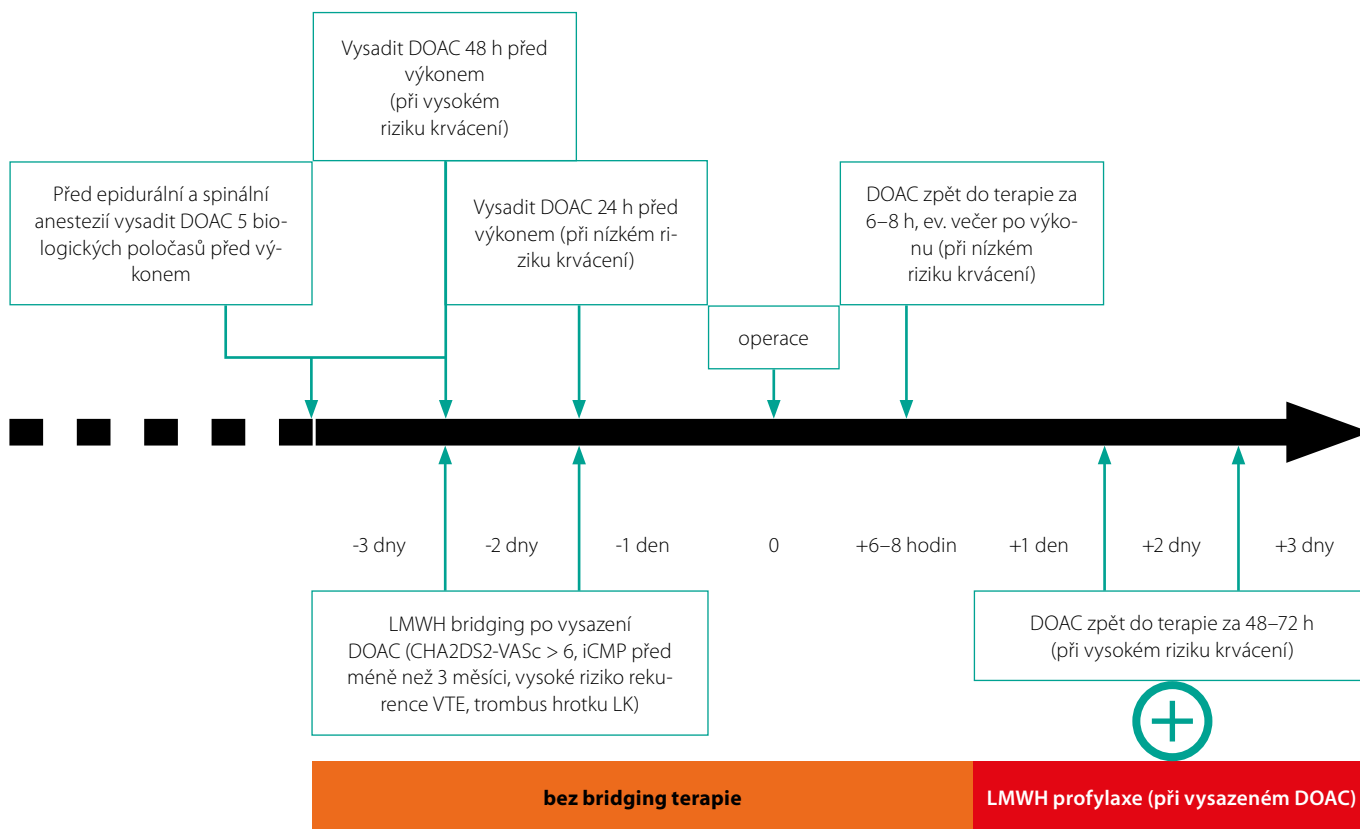 Vysadit DOAC 48 h před
výkonem
(při vysokém
riziku krvácení)
Před epidurální a spinální
anestezií vysadit DOAC 5 bio-
logických poločasů před vý-
konem
Vysadit DOAC 24 h před
výkonem (při nízkém ri-
ziku krvácení)
DOAC zpět do terapie za
6–8 h, ev. večer po výko-
nu (při nízkém
riziku krvácení)
operace
-3 dny -2 dny -1 den 0 +6–8 hodin +1 den +2 dny +3 dny
LMWH bridging po vysazení
DOAC (CHA2DS2-VASc > 6, iCMP před
méně než 3 měsíci, vysoké riziko reku-
rence VTE, trombus hrotku LK)
DOAC zpět do terapie za 48–72 h
(při vysokém riziku krvácení)
bez bridging terapie
LMWH profylaxe (při vysazeném DOAC)